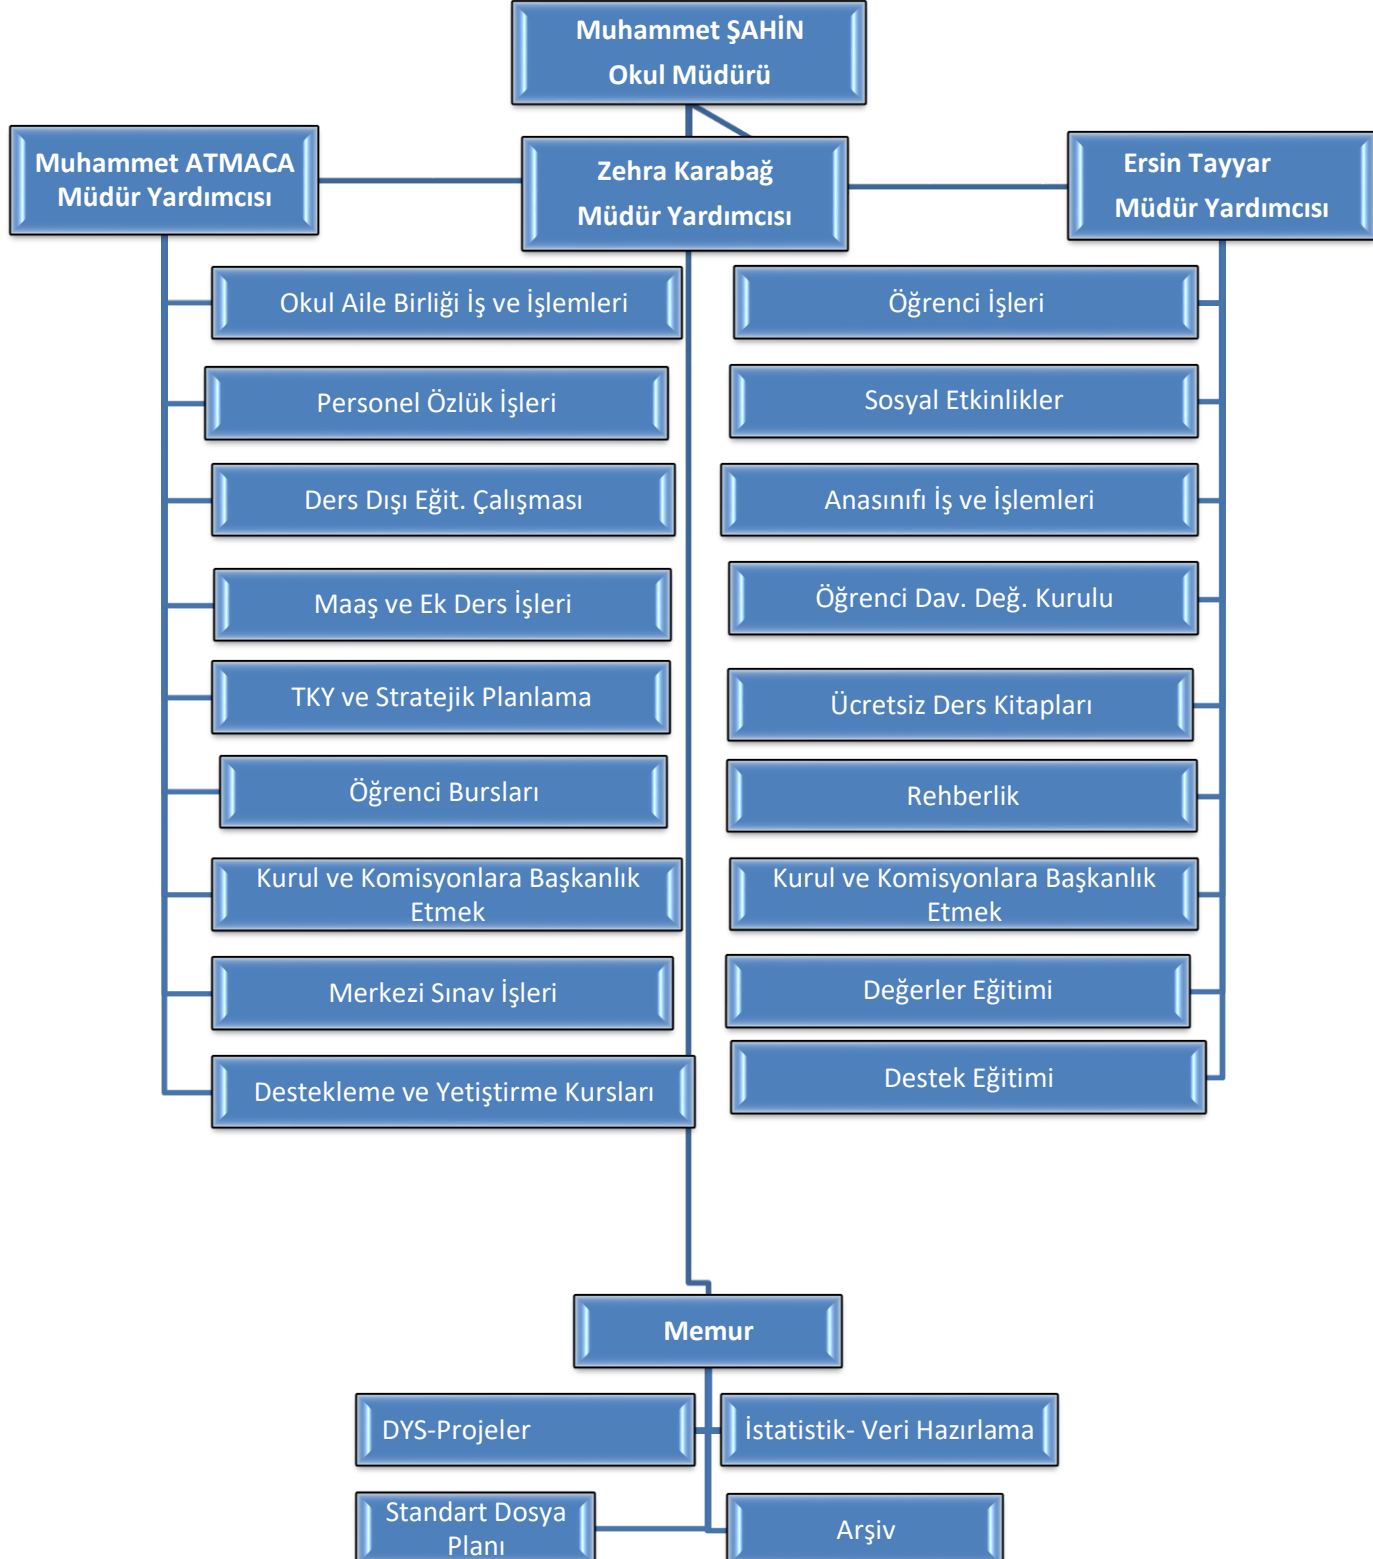 Muhammet ŞAHİN
Okul Müdürü
Muhammet ATMACA
Müdür Yardımcısı
Zehra Karabağ
Müdür Yardımcısı
Ersin Tayyar
Müdür Yardımcısı
Okul Aile Birliği İş ve İşlemleri
Personel Özlük İşleri
Ders Dışı Eğit. Çalışması
Maaş ve Ek Ders İşleri
TKY ve Stratejik Planlama
Öğrenci Bursları
Kurul ve Komisyonlara Başkanlık
Etmek
Merkezi Sınav İşleri
Destekleme ve Yetiştirme Kursları
Öğrenci İşleri
Sosyal Etkinlikler
Anasınıfı İş ve İşlemleri
Öğrenci Dav. Değ. Kurulu
Ücretsiz Ders Kitapları
Rehberlik
Kurul ve Komisyonlara Başkanlık
Etmek
Değerler Eğitimi
Destek Eğitimi
Memur
DYS-Projeler
İstatistik- Veri Hazırlama
Standart Dosya
Planı
Arşiv